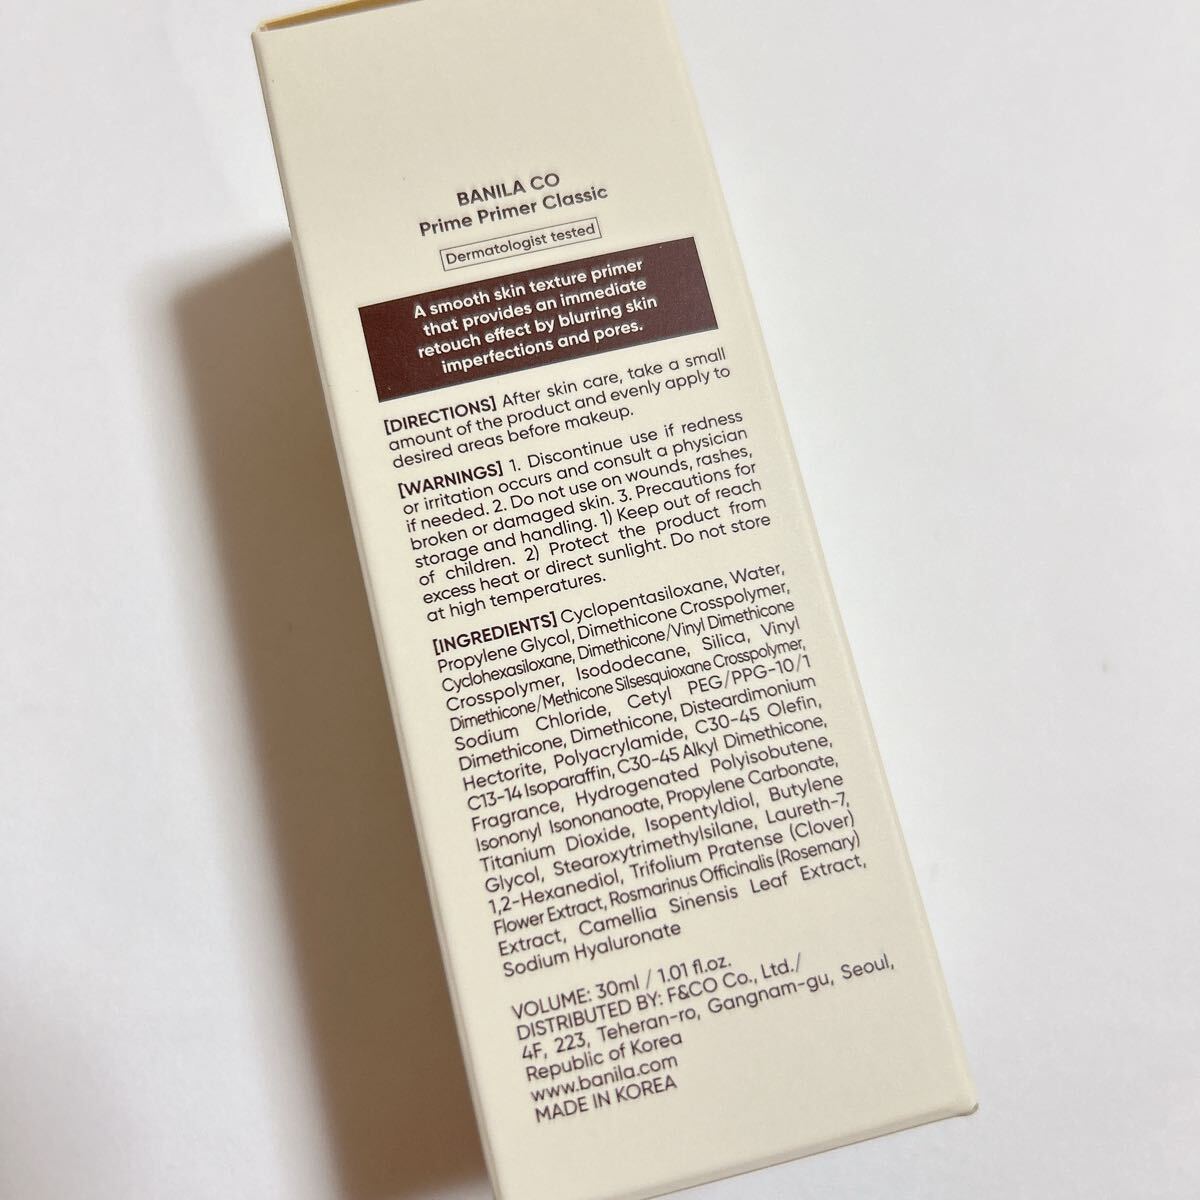 BANILA CO
Prime Primer Classic
Dermatologist tested
A smooth skin texture primer
that provides an immediate
retouch effect by blurring skin
imperfections and pores.
[DIRECTIONS] After skin care, take a small
amount of the product and evenly apply to
desired areas before makeup.
[WARNINGS] 1. Discontinue use if redness
or irritation occurs and consult a physician
if needed. 2. Do not use on wounds, rashes,
broken or damaged skin. 3. Precautions for
storage and handling. 1) Keep out of reach
of children. 2) Protect the product from
excess heat or direct sunlight. Do not store
at high temperatures.
[INGREDIENTS] Cyclopentasiloxane, Water,
Propylene Glycol, Dimethicone Crosspolymer,
Cyclohexasiloxane, Dimethicone/Vinyl Dimethicone
Crosspolymer, Isododecane, Silica, Vinyl
Dimethicone/Methicone Silsesquioxane Crosspolymer,
Sodium Chloride, Cetyl PEG/PPG-10/1
Dimethicone, Dimethicone, Disteardimonium
Hectorite, Polyacrylamide, C30-45 Olefin,
C13-14 Isoparaffin, C30-45 Alkyl Dimethicone,
Fragrance, Hydrogenated Polyisobutene,
Isononyl Isononanoate, Propylene Carbonate,
Titanium Dioxide, Isopentyldiol, Butylene
Glycol, Stearoxytrimethylsilane, Laureth-7,
1,2-Hexanediol, Trifolium Pratense (Clover)
Flower Extract, Rosmarinus Officinalis (Rosemary)
Extract, Camellia Sinensis Leaf Extract,
Sodium Hyaluronate
VOLUME: 30ml / 1.01 fl.oz.
DISTRIBUTED BY: F&CO Co., Ltd./
4F, 223, Teheran-ro, Gangnam-gu, Seoul,
Republic of Korea
www.banila.com
MADE IN KOREA